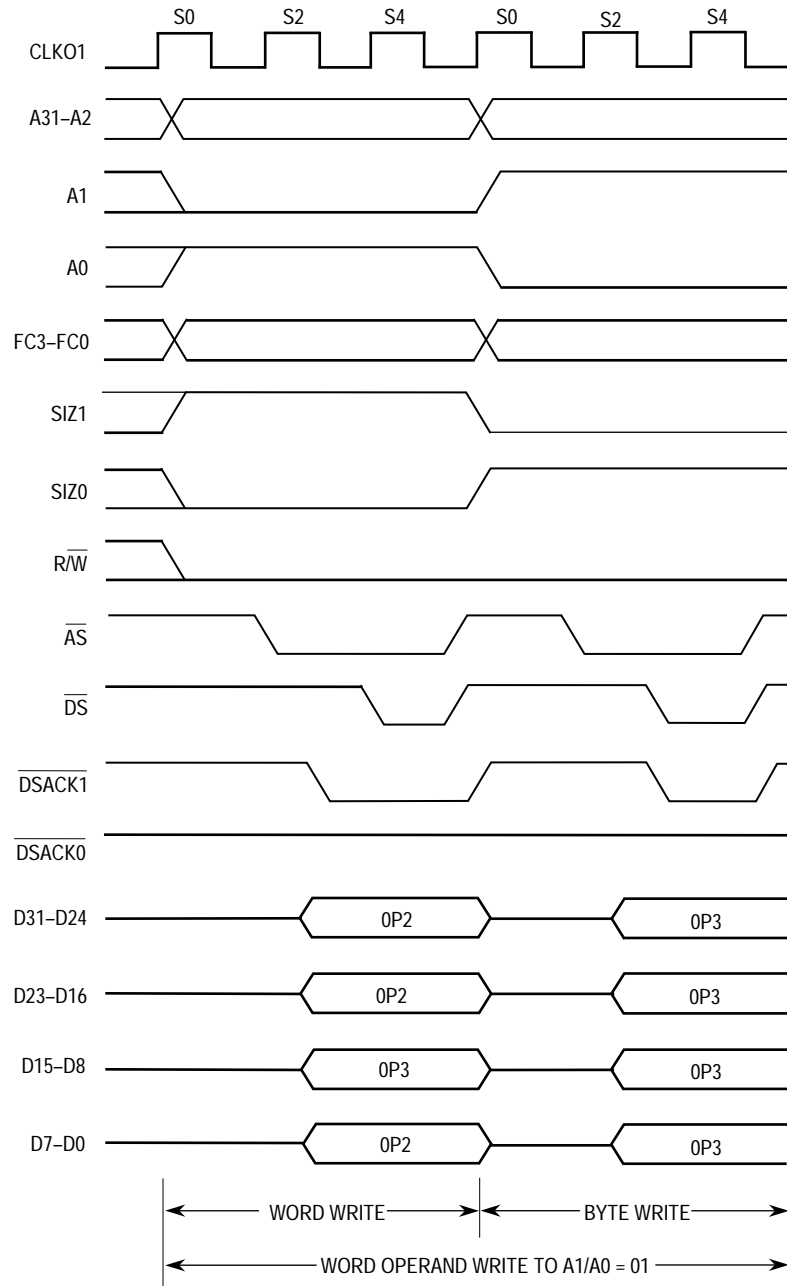 S0 S2 S4 S0 S2 S4
CLKO1
A31–A2
A1
A0
FC3–FC0
SIZ1
SIZ0
R/W
AS
DS
DSACK1
DSACK0
D31–D24 0P2 0P3
D23–D16 0P2 0P3
D15–D8 0P3 0P3
D7–D0 0P2 0P3
WORD WRITE BYTE WRITE
WORD OPERAND WRITE TO A1/A0 = 01